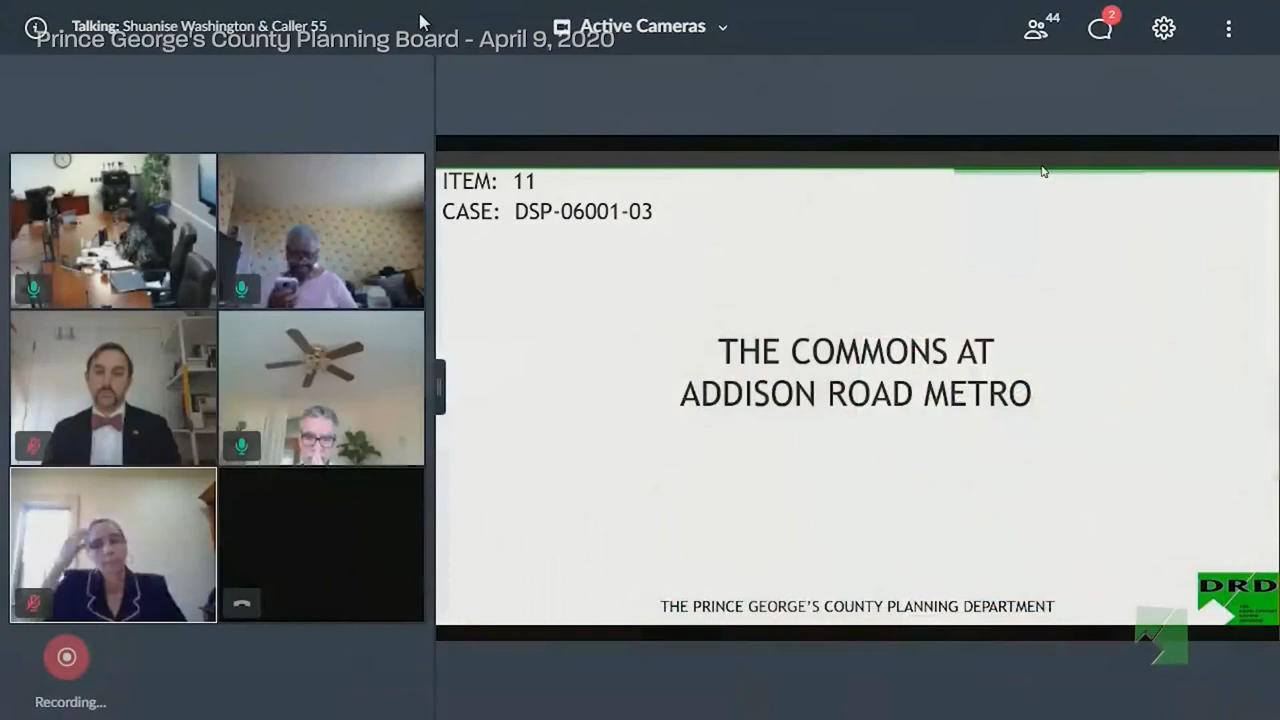 Talking: Shuanise Washington & Caller 55
Prince George's County Planning Board - April 9, 2020
Active Cameras
44
2
ITEM: 11
CASE: DSP-06001-03
THE COMMONS AT
ADDISON ROAD METRO
THE PRINCE GEORGE'S COUNTY PLANNING DEPARTMENT
DRD
Recording...